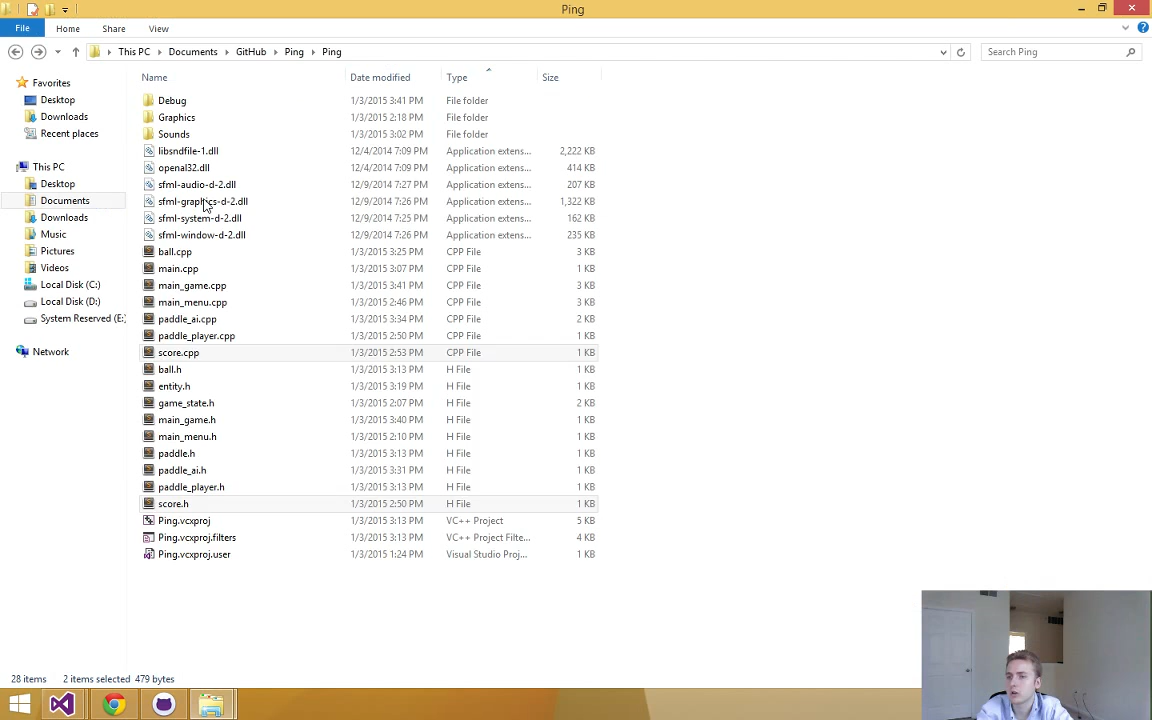 Ping
File Home Share View
This PC Documents GitHub Ping Ping Search Ping
Name Date modified Type Size
Favorites
Desktop
Downloads
Recent places
This PC
Desktop
Documents
Downloads
Music
Pictures
Videos
Local Disk (C:)
Local Disk (D:)
System Reserved (E:)
Network
Debug 1/3/2015 3:41 PM File folder
Graphics 1/3/2015 2:18 PM File folder
Sounds 1/3/2015 3:02 PM File folder
libsndfile-1.dll 12/4/2014 7:09 PM Application extens... 2,222 KB
openal32.dll 12/4/2014 7:09 PM Application extens... 414 KB
sfml-audio-d-2.dll 12/9/2014 7:27 PM Application extens... 207 KB
sfml-graphics-d-2.dll 12/9/2014 7:26 PM Application extens... 1,322 KB
sfml-system-d-2.dll 12/9/2014 7:25 PM Application extens... 162 KB
sfml-window-d-2.dll 12/9/2014 7:26 PM Application extens... 235 KB
ball.cpp 1/3/2015 3:25 PM CPP File 3 KB
main.cpp 1/3/2015 3:07 PM CPP File 1 KB
main_game.cpp 1/3/2015 3:41 PM CPP File 3 KB
main_menu.cpp 1/3/2015 2:46 PM CPP File 3 KB
paddle_ai.cpp 1/3/2015 3:34 PM CPP File 2 KB
paddle_player.cpp 1/3/2015 2:50 PM CPP File 1 KB
score.cpp 1/3/2015 2:53 PM CPP File 1 KB
ball.h 1/3/2015 3:13 PM H File 1 KB
entity.h 1/3/2015 3:19 PM H File 1 KB
game_state.h 1/3/2015 2:07 PM H File 2 KB
main_game.h 1/3/2015 3:40 PM H File 1 KB
main_menu.h 1/3/2015 2:10 PM H File 1 KB
paddle.h 1/3/2015 3:13 PM H File 1 KB
paddle_ai.h 1/3/2015 3:31 PM H File 1 KB
paddle_player.h 1/3/2015 3:13 PM H File 1 KB
score.h 1/3/2015 2:50 PM H File 1 KB
Ping.vcxproj 1/3/2015 3:13 PM VC++ Project 5 KB
Ping.vcxproj.filters 1/3/2015 3:13 PM VC++ Project Filte... 4 KB
Ping.vcxproj.user 1/3/2015 1:24 PM Visual Studio Proj... 1 KB
28 items 2 items selected 479 bytes